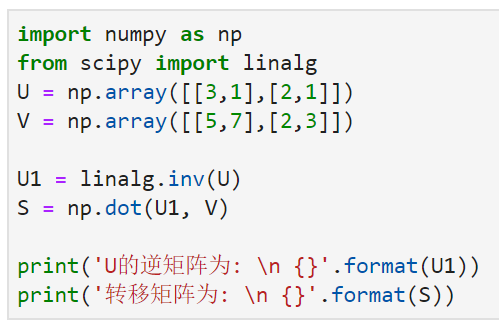 import numpy as np
from scipy import linalg
U = np.array([[3,1],[2,1]])
V = np.array([[5,7],[2,3]])
U1 = linalg.inv(U)
S = np.dot(U1, V)
print('U的逆矩阵为: \n {}'.format(U1))
print('转移矩阵为: \n {}'.format(S))